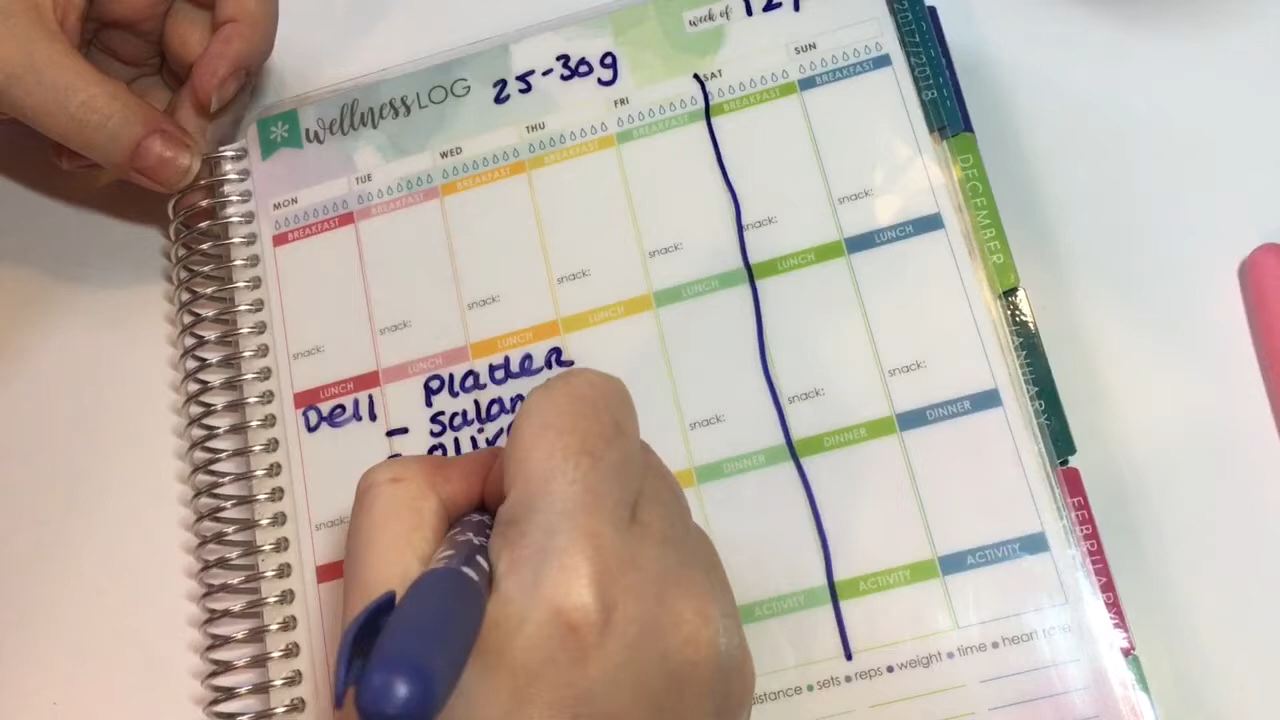 week of:
wellness LOG 25-30g
MON TUE WED THU FRI SAT SUN
BREAKFAST BREAKFAST BREAKFAST BREAKFAST BREAKFAST BREAKFAST BREAKFAST
snack: snack: snack: snack: snack: snack: snack:
LUNCH LUNCH LUNCH LUNCH LUNCH LUNCH LUNCH
Deli Platter
- salam
snack: snack: snack: snack:
DINNER DINNER DINNER
ACTIVITY ACTIVITY ACTIVITY
sets reps weight time heart rate
2017/2018
DECEMBER
JANUARY
FEBRUARY